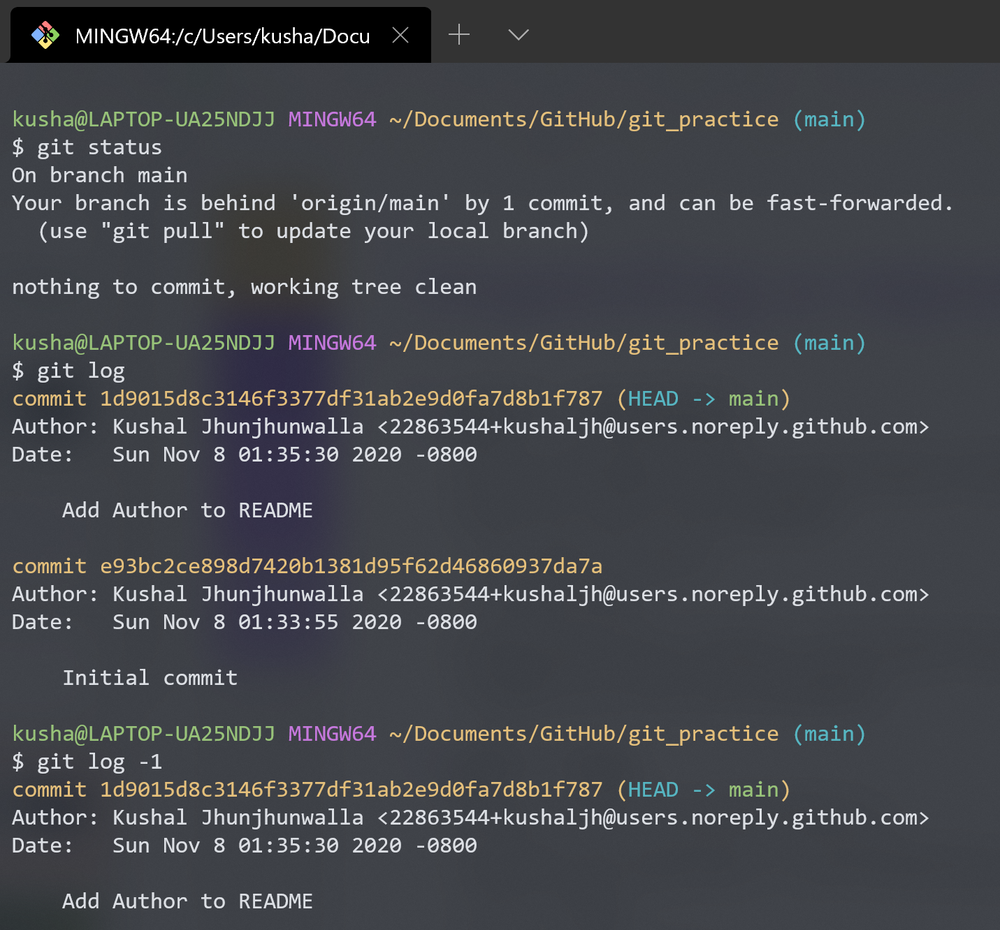 MINGW64:/c/Users/kusha/Docu
kusha@LAPTOP-UA25NDJJ MINGW64 ~/Documents/GitHub/git_practice (main)
$ git status
On branch main
Your branch is behind 'origin/main' by 1 commit, and can be fast-forwarded.
  (use "git pull" to update your local branch)
nothing to commit, working tree clean
kusha@LAPTOP-UA25NDJJ MINGW64 ~/Documents/GitHub/git_practice (main)
$ git log
commit 1d9015d8c3146f3377df31ab2e9d0fa7d8b1f787 (HEAD -> main)
Author: Kushal Jhunjhunwalla <22863544+kushaljh@users.noreply.github.com>
Date:   Sun Nov 8 01:35:30 2020 -0800
    Add Author to README
commit e93bc2ce898d7420b1381d95f62d46860937da7a
Author: Kushal Jhunjhunwalla <22863544+kushaljh@users.noreply.github.com>
Date:   Sun Nov 8 01:33:55 2020 -0800
    Initial commit
kusha@LAPTOP-UA25NDJJ MINGW64 ~/Documents/GitHub/git_practice (main)
$ git log -1
commit 1d9015d8c3146f3377df31ab2e9d0fa7d8b1f787 (HEAD -> main)
Author: Kushal Jhunjhunwalla <22863544+kushaljh@users.noreply.github.com>
Date:   Sun Nov 8 01:35:30 2020 -0800
    Add Author to README